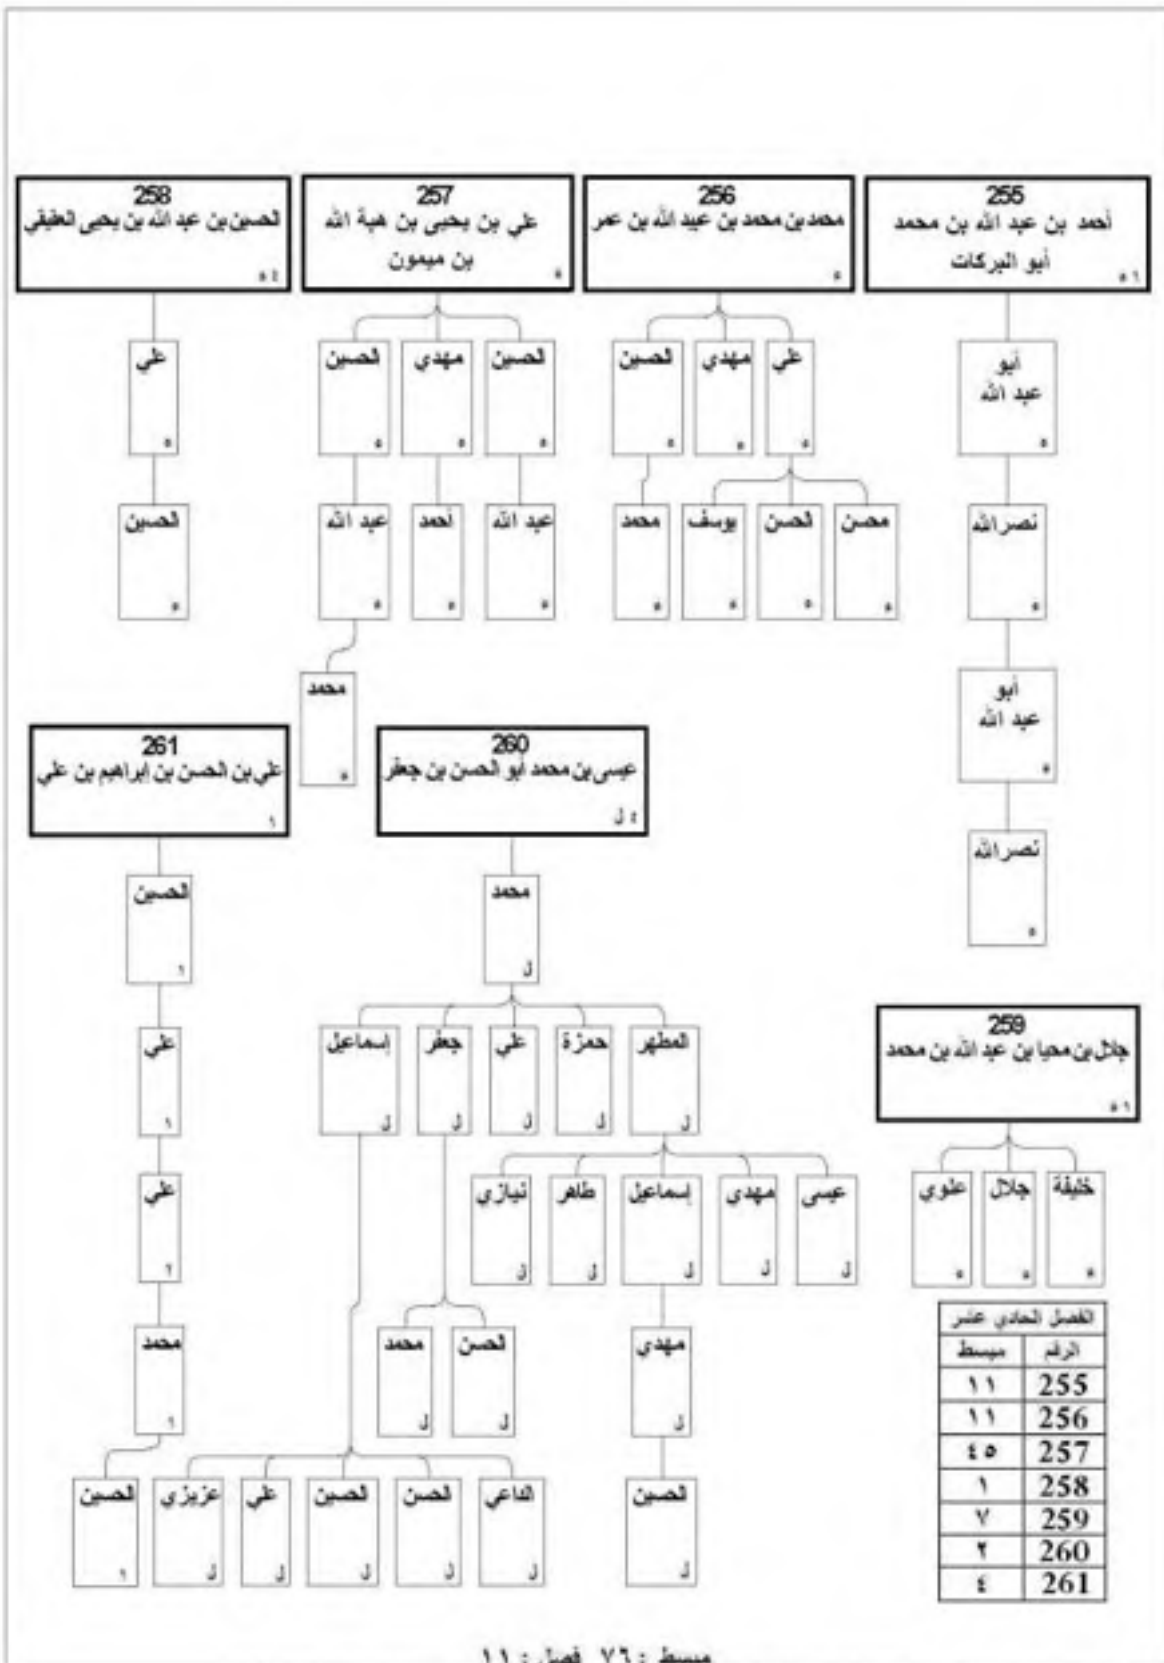 255
أحمد بن عبد الله بن محمد
أبو البركات
256
محمد بن محمد بن عبيد الله بن عمر
257
علي بن يحيى بن هبة الله
بن ميمون
258
الحسين بن عبد الله بن يحيى العقيقي
أبو
عبد الله
علي
مهدي
الحسين
الحسين
مهدي
الحسين
علي
نصر الله
محسن
الحسن
يوسف
محمد
عبد الله
أحمد
عبد الله
الحسين
أبو
عبد الله
محمد
نصر الله
260
عيسى بن محمد أبو الحسن بن جعفر
٤ ل
261
علي بن الحسن بن إبراهيم بن علي
١
محمد
ل
الحسين
١
259
جلال بن محيا بن عبد الله بن محمد
المطهر
ل
حمزة
ل
علي
ل
جعفر
ل
إسماعيل
ل
علي
١
خليفة
جلال
علوي
عيسى
ل
مهدي
ل
إسماعيل
ل
طاهر
ل
نيازي
ل
علي
مهدي
ل
الحسن
ل
محمد
ل
محمد
١
الحسين
ل
الداعي
ل
الحسن
ل
الحسين
ل
علي
ل
عزيزي
ل
الحسين
١
الفصل الحادي عشر
الرقم مبسط
255 ١١
256 ١١
257 ٤٥
258 ١
259 ٧
260 ٢
261 ٤
مبسط : ٧٦ فصل : ١١